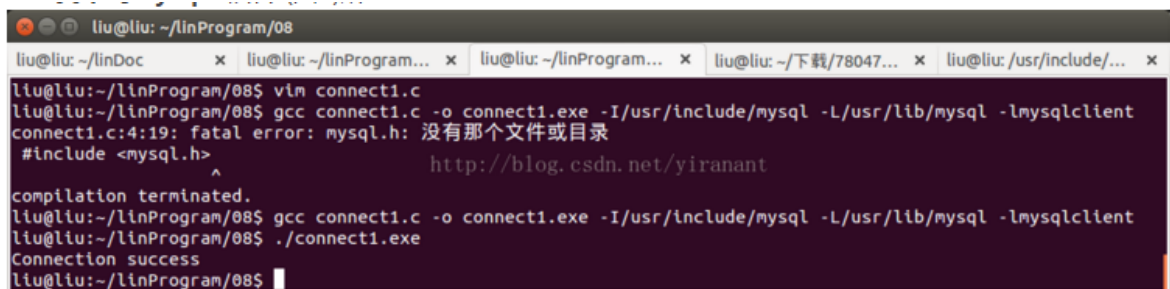 liu@liu: ~/linProgram/08
liu@liu: ~/linDoc × liu@liu: ~/linProgram... × liu@liu: ~/linProgram... × liu@liu: ~/下载/78047... × liu@liu: /usr/include/... ×
liu@liu:~/linProgram/08$ vim connect1.c
liu@liu:~/linProgram/08$ gcc connect1.c -o connect1.exe -I/usr/include/mysql -L/usr/lib/mysql -lmysqlclient
connect1.c:4:19: fatal error: mysql.h: 没有那个文件或目录
#include <mysql.h>
http://blog.csdn.net/yiranant
^
compilation terminated.
liu@liu:~/linProgram/08$ gcc connect1.c -o connect1.exe -I/usr/include/mysql -L/usr/lib/mysql -lmysqlclient
liu@liu:~/linProgram/08$ ./connect1.exe
Connection success
liu@liu:~/linProgram/08$